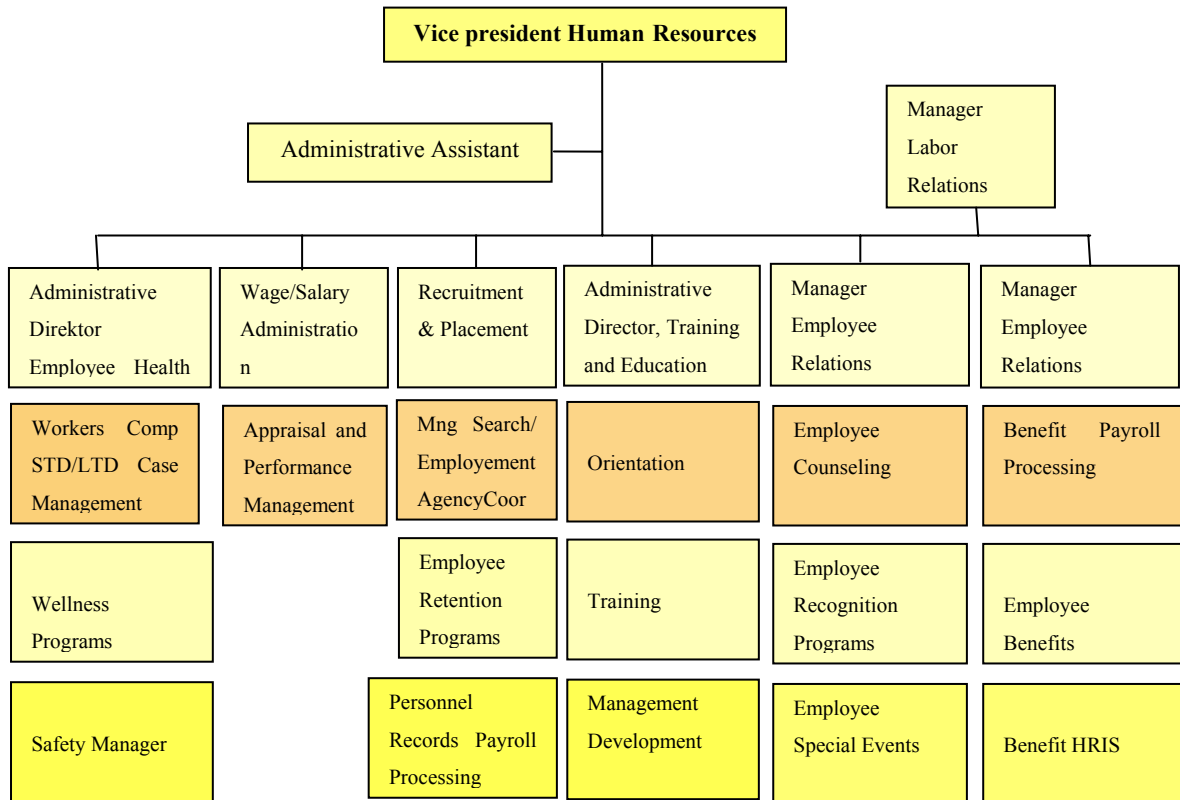 Vice president Human Resources
Administrative Assistant
Manager
Labor
Relations
Administrative
Direktor
Employee Health
Wage/Salary
Administratio
n
Recruitment
& Placement
Administrative
Director, Training
and Education
Manager
Employee
Relations
Manager
Employee
Relations
Workers Comp
STD/LTD Case
Management
Appraisal and
Performance
Management
Mng Search/
Employement
AgencyCoor
Orientation
Employee
Counseling
Benefit Payroll
Processing
Wellness
Programs
Employee
Retention
Programs
Training
Employee
Recognition
Programs
Employee
Benefits
Safety Manager
Personnel
Records Payroll
Processing
Management
Development
Employee
Special Events
Benefit HRIS